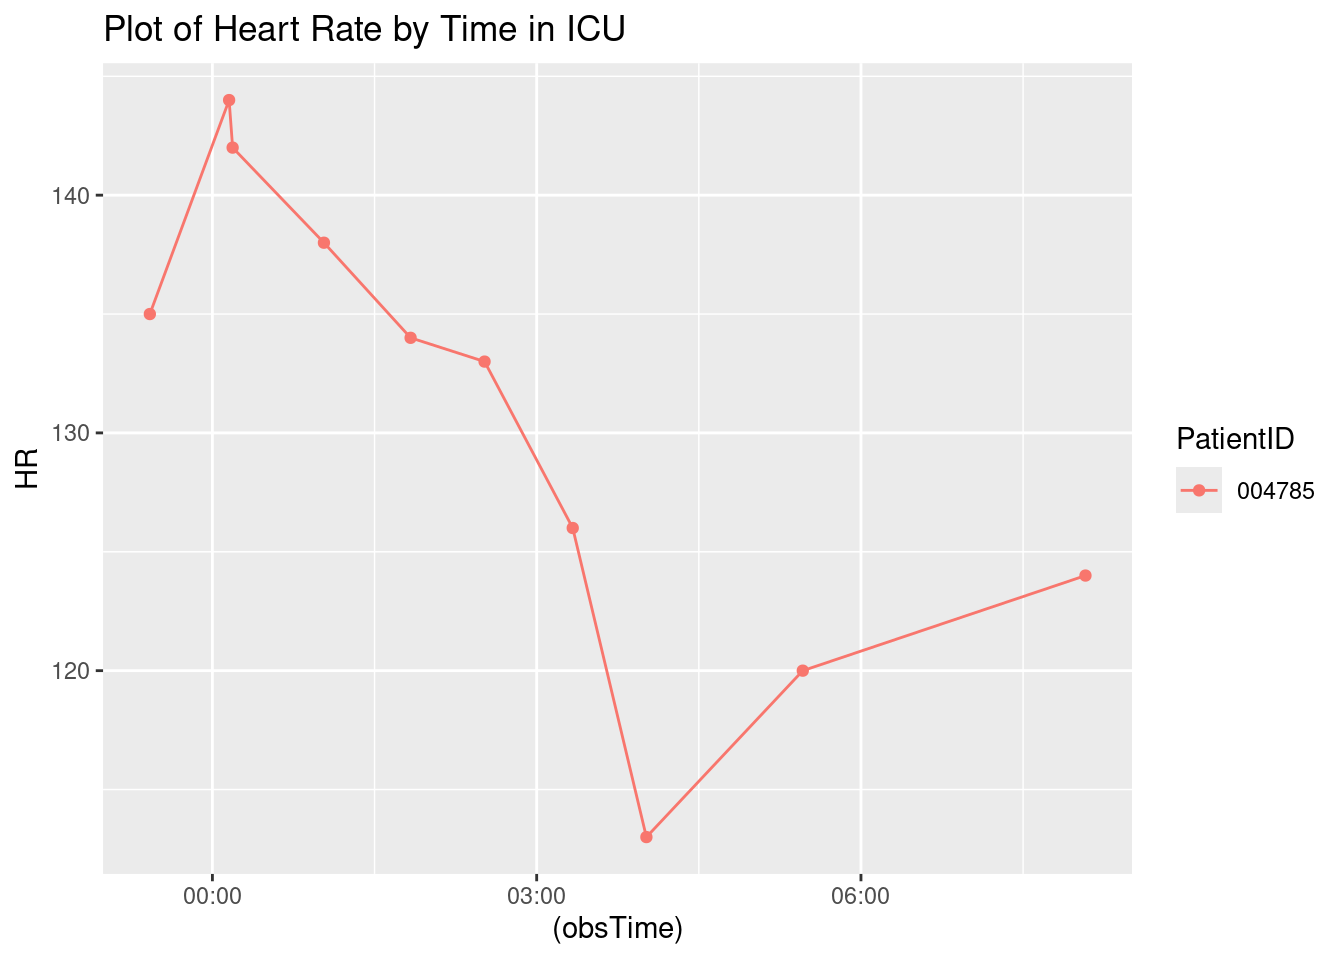 Plot of Heart Rate by Time in ICU
140
130
120
HR
00:00 03:00 06:00
(obsTime)
PatientID
004785